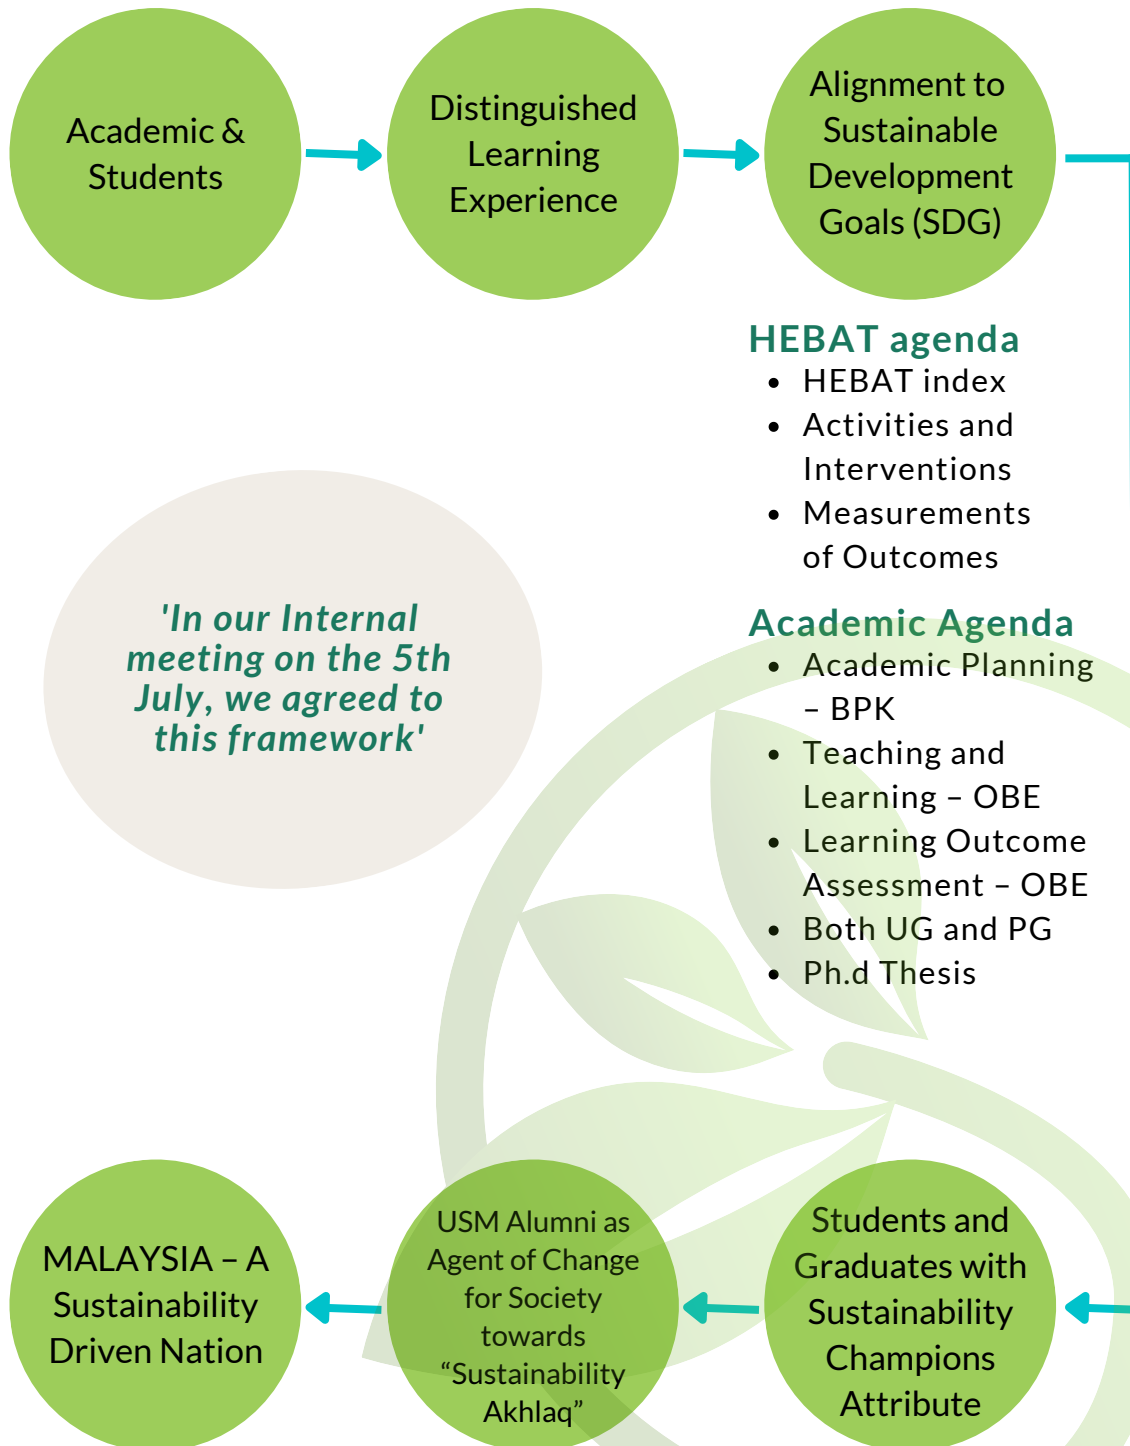 Academic &
Students
Distinguished
Learning
Experience
Alignment to
Sustainable
Development
Goals (SDG)
HEBAT agenda
• HEBAT index
• Activities and
Interventions
• Measurements
of Outcomes
'In our Internal
meeting on the 5th
July, we agreed to
this framework'
Academic Agenda
• Academic Planning
– BPK
• Teaching and
Learning – OBE
• Learning Outcome
Assessment – OBE
• Both UG and PG
• Ph.d Thesis
MALAYSIA – A
Sustainability
Driven Nation
USM Alumni as
Agent of Change
for Society
towards
“Sustainability
Akhlaq”
Students and
Graduates with
Sustainability
Champions
Attribute